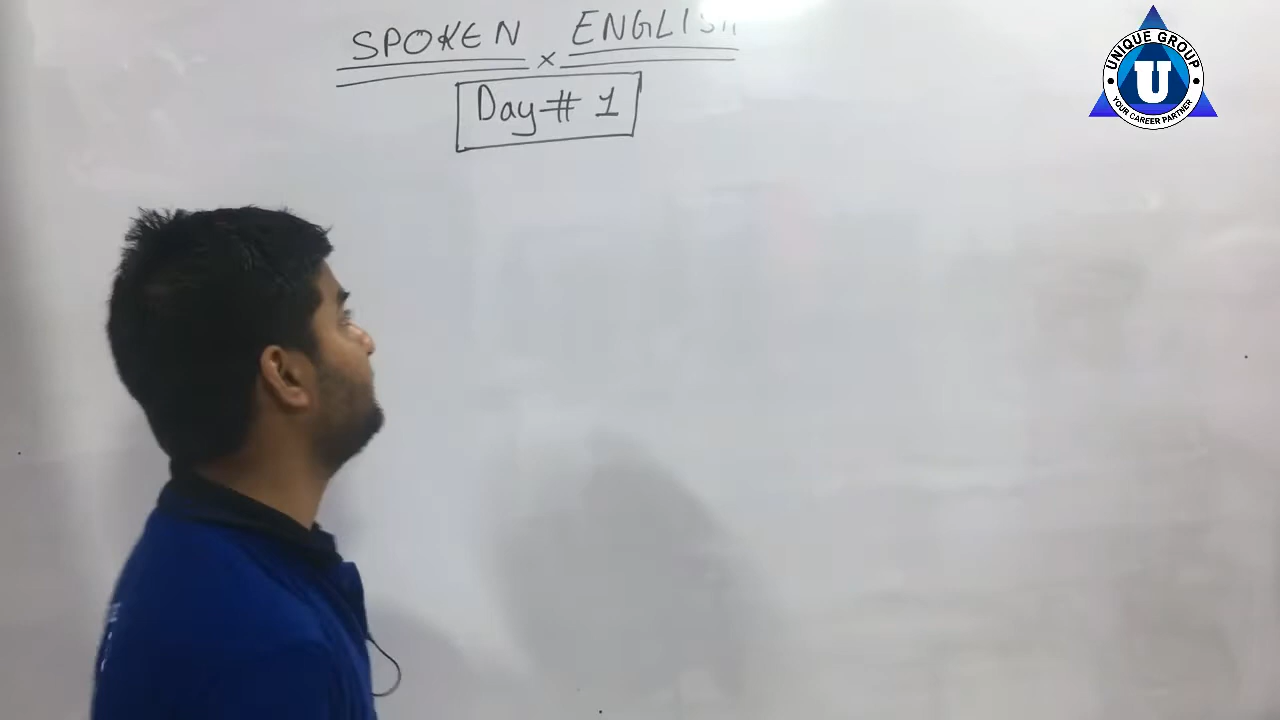 SPOKEN × ENGLISH
Day-# 1
UNIQUE GROUP
U
YOUR CAREER PARTNER